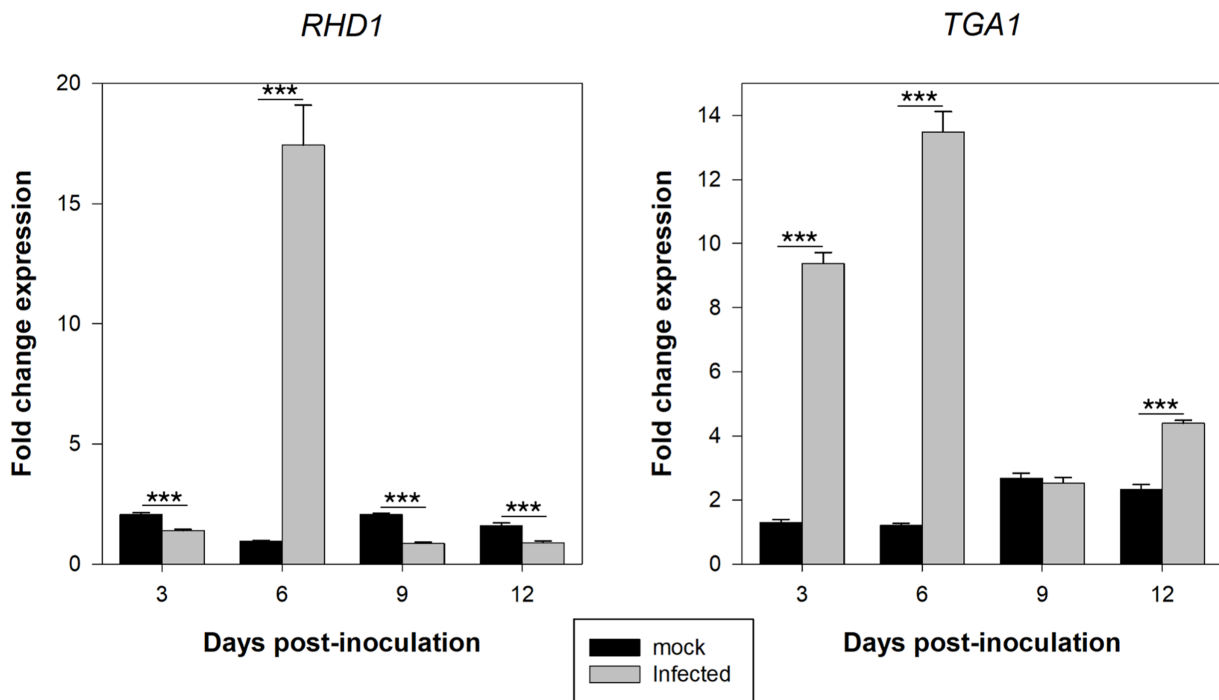 RHD1
TGA1
Fold change expression
20
15
10
5
0
***
***
***
***
3 6 9 12
Days post-inoculation
Fold change expression
14
12
10
8
6
4
2
0
***
***
***
3 6 9 12
Days post-inoculation
mock
Infected